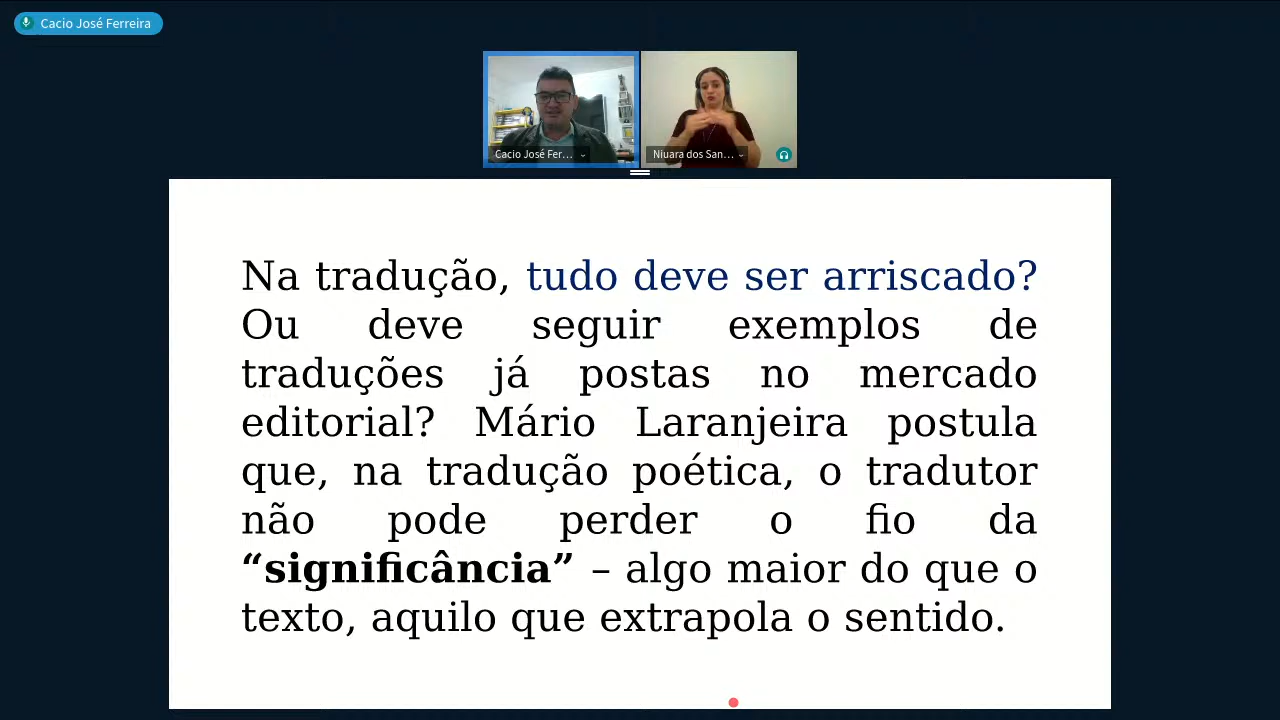 Cacio José Ferreira
Cacio José Fer...
Niuara dos San...
Na tradução, tudo deve ser arriscado?
Ou deve seguir exemplos de
traduções já postas no mercado
editorial? Mário Laranjeira postula
que, na tradução poética, o tradutor
não pode perder o fio da
“significância” – algo maior do que o
texto, aquilo que extrapola o sentido.